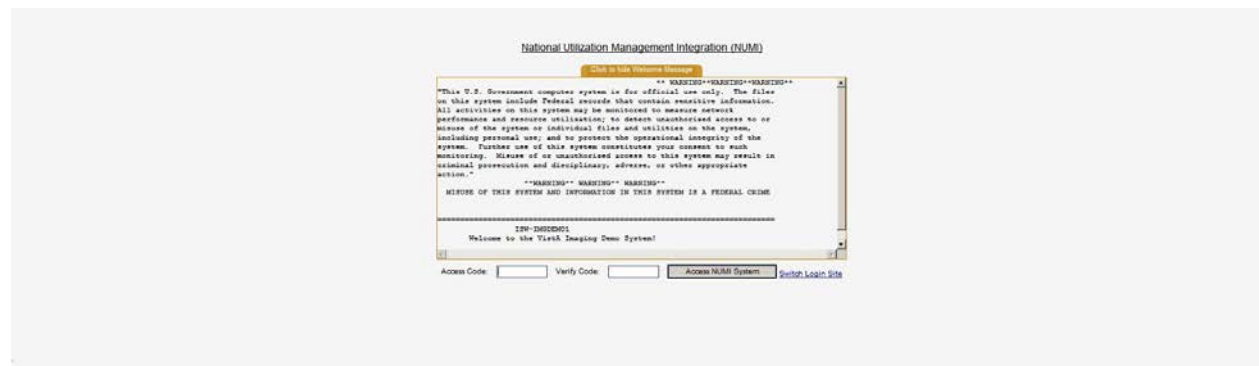 National Utilization Management Integration (NUMI)
Click to hide Welcome Message
** WARNING**WARNING**WARNING**
"This U.S. Government computer system is for official use only. The files
on this system include Federal records that contain sensitive information.
All activities on this system may be monitored to measure network
performance and resource utilization; to detect unauthorized access to or
misuse of the system or individual files and utilities on the system,
including personal use; and to protect the operational integrity of the
system. Further use of this system constitutes your consent to such
monitoring. Misuse of or unauthorized access to this system may result in
criminal prosecution and disciplinary, adverse, or other appropriate
action."
**WARNING** WARNING** WARNING**
MISUSE OF THIS SYSTEM AND INFORMATION IN THIS SYSTEM IS A FEDERAL CRIME
================================================================================
ISW-IMGDEMO1
Welcome to the VistA Imaging Demo System!
Access Code: Verify Code: Access NUMI System Switch Login Site